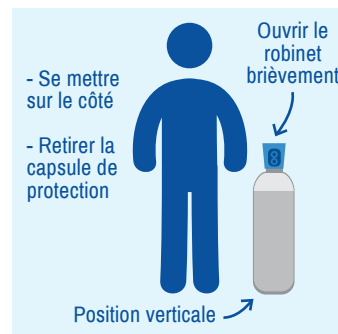 Ouvrir le
robinet
brièvement
- Se mettre
sur le côté
- Retirer la
capsule de
protection
Position verticale